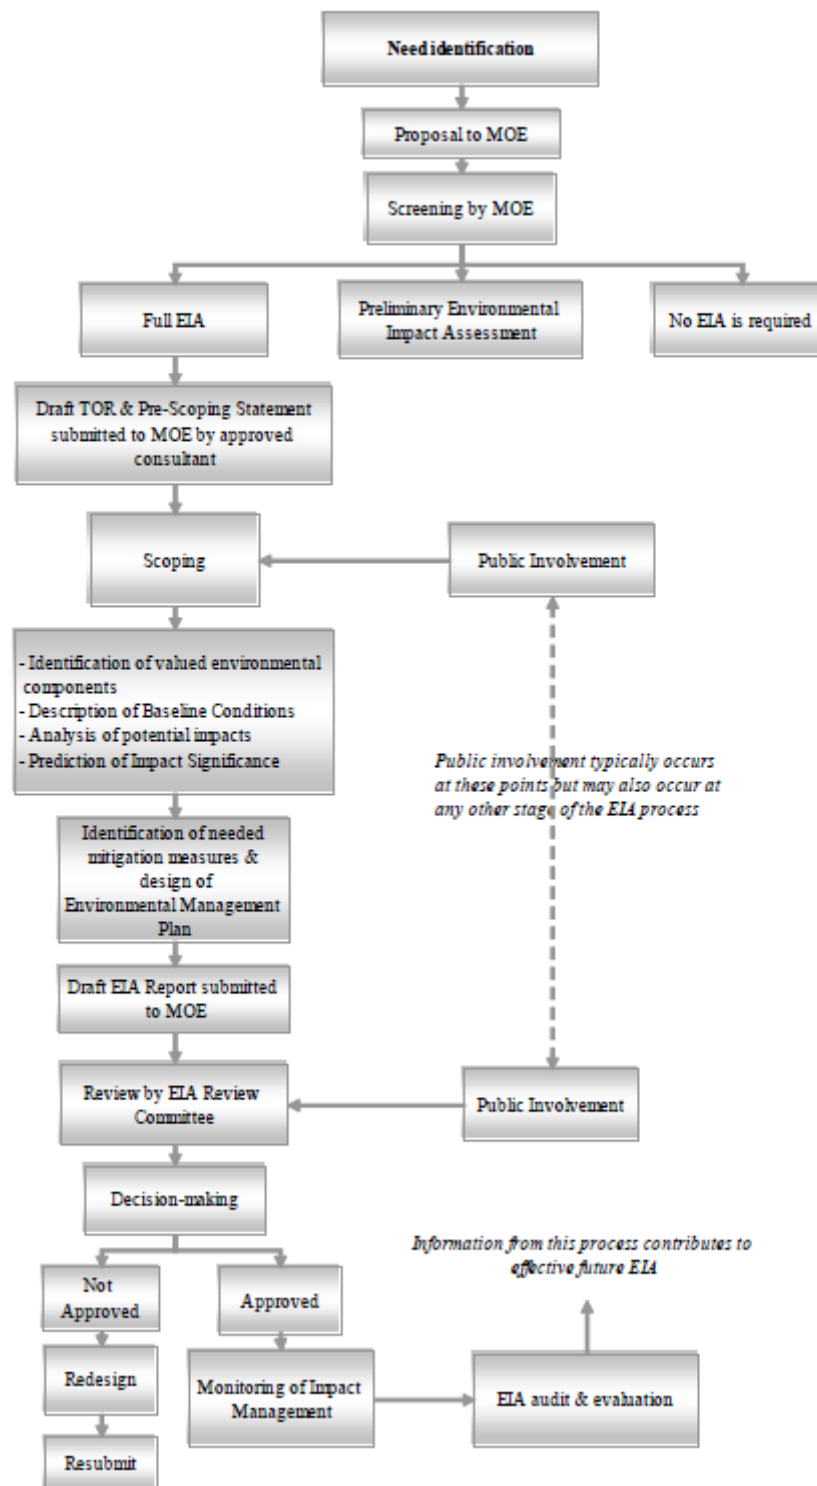 Need identification
Proposal to MOE
Screening by MOE
Full EIA
Preliminary Environmental
Impact Assessment
No EIA is required
Draft TOR & Pre-Scoping Statement
submitted to MOE by approved
consultant
Scoping
Public Involvement
- Identification of valued environmental
components
- Description of Baseline Conditions
- Analysis of potential impacts
- Prediction of Impact Significance
Public involvement typically occurs
at these points but may also occur at
any other stage of the EIA process
Identification of needed
mitigation measures &
design of
Environmental Management
Plan
Draft EIA Report submitted
to MOE
Review by EIA Review
Committee
Public Involvement
Decision-making
Information from this process contributes to
effective future EIA
Not
Approved
Approved
Redesign
Monitoring of Impact
Management
EIA audit & evaluation
Resubmit